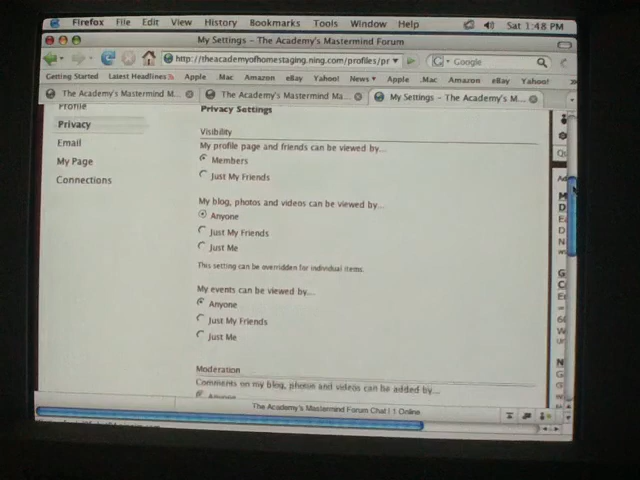 Firefox File Edit View History Bookmarks Tools Window Help Sat 1:48 PM
My Settings - The Academy's Mastermind Forum
http://theacademyofhomestaging.ning.com/profiles/pr Google
Getting Started Latest Headlines Apple .Mac Amazon eBay Yahoo! News Apple .Mac Amazon eBay Yahoo!
The Academy's Mastermind M... The Academy's Mastermind Ma... My Settings - The Academy's M...
Profile
Privacy
Email
My Page
Connections
Privacy Settings
Visibility
My profile page and friends can be viewed by...
Members
Just My Friends
My blog, photos and videos can be viewed by...
Anyone
Just My Friends
Just Me
This setting can be overridden for individual items.
My events can be viewed by...
Anyone
Just My Friends
Just Me
Moderation
Comments on my blog, photos and videos can be added by...
Anyone
The Academy's Mastermind Forum Chat | 1 Online